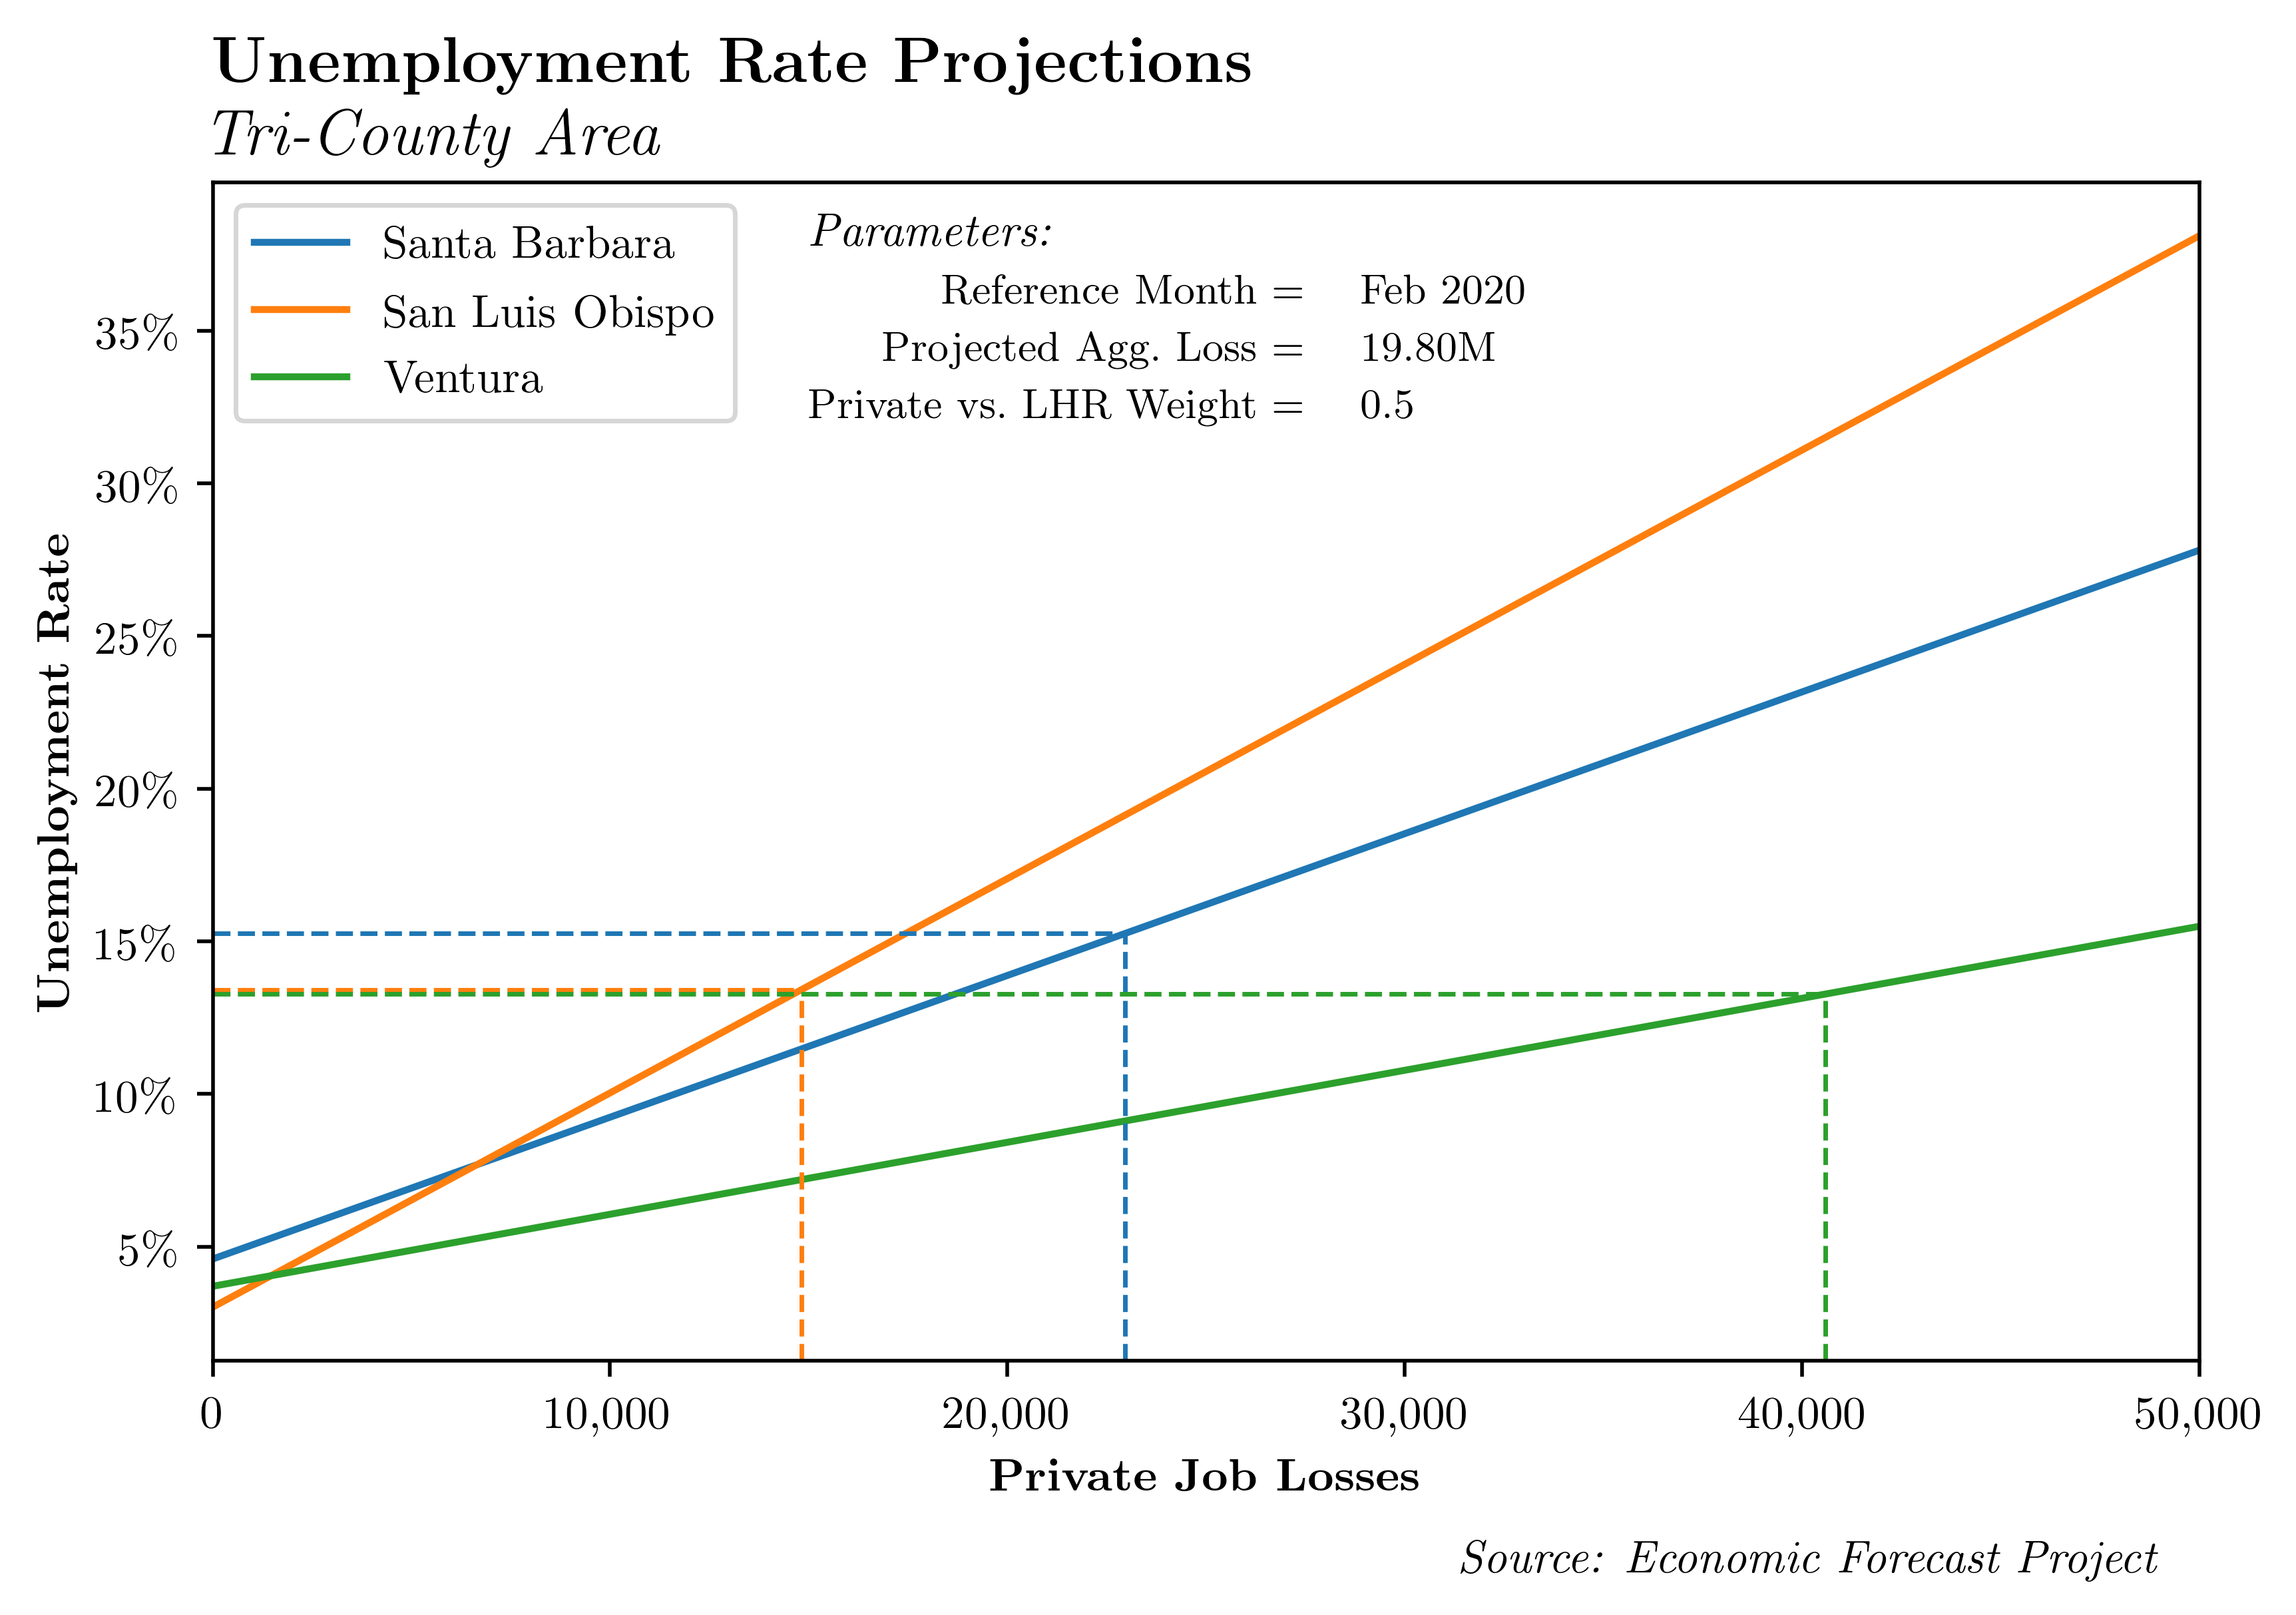 Unemployment Rate Projections
Tri-County Area
Santa Barbara
San Luis Obispo
Ventura
Parameters:
Reference Month = Feb 2020
Projected Agg. Loss = 19.80M
Private vs. LHR Weight = 0.5
Unemployment Rate
35%
30%
25%
20%
15%
10%
5%
0 10,000 20,000 30,000 40,000 50,000
Private Job Losses
Source: Economic Forecast Project